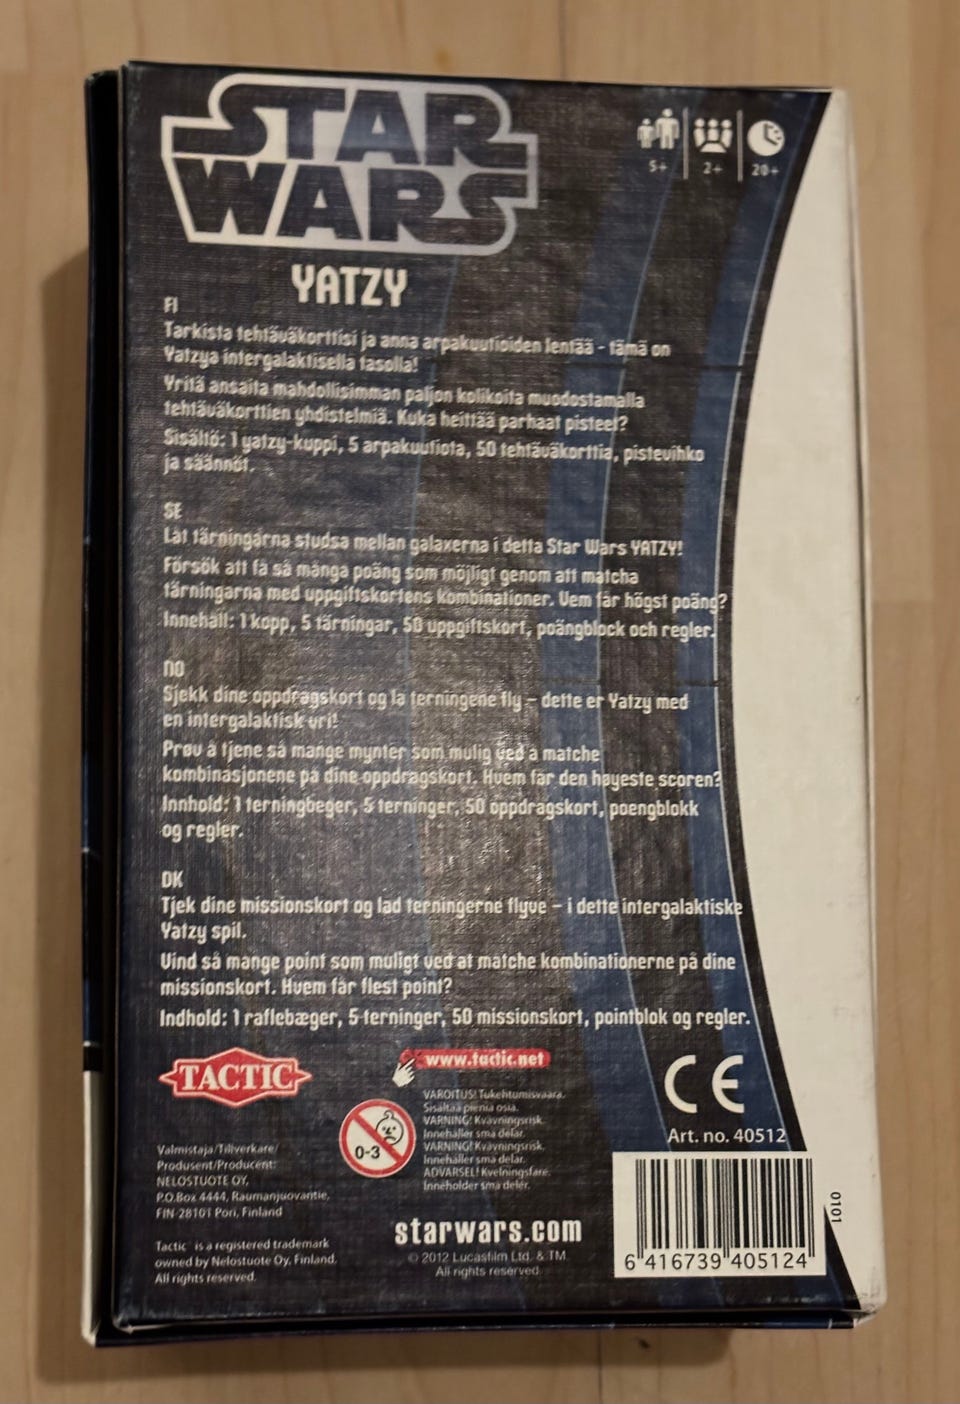 STAR
WARS
5+
2+
20+
YATZY
FI
Tarkista tehtäväkorttisi ja anna arpakuutioiden lentää - tämä on
Yatzya intergalaktisella tasolla!
Yritä ansaita mahdollisimman paljon kolikoita muodostamalla
tehtäväkorttien yhdistelmiä. Kuka heittää parhaat pisteet?
Sisältö: 1 yatzy-kuppi, 5 arpakuutiota, 50 tehtäväkorttia, pistevihko
ja säännöt.
SE
Låt tärningarna studsa mellan galaxerna i detta Star Wars YATZY!
Försök att få så många poäng som möjligt genom att matcha
tärningarna med uppgiftskortens kombinationer. Vem får högst poäng?
Innehåll: 1 kopp, 5 tärningar, 50 uppgiftskort, poängblock och regler.
NO
Sjekk dine oppdragskort og la terningene fly – dette er Yatzy med
en intergalaktisk vri!
Prøv å tjene så mange mynter som mulig ved å matche
kombinasjonene på dine oppdragskort. Hvem får den høyeste scoren?
Innhold: 1 terningbeger, 5 terninger, 50 oppdragskort, poengblokk
og regler.
DK
Tjek dine missionskort og lad terningerne flyve – i dette intergalaktiske
Yatzy spil.
Vind så mange point som muligt ved at matche kombinationerne på dine
missionskort. Hvem får flest point?
Indhold: 1 raflebæger, 5 terninger, 50 missionskort, pointblok og regler.
TACTIC
www.tactic.net
0-3
VAROITUS! Tukehtumisvaara.
Sisältää pieniä osia.
VARNING! Kvävningsrisk.
Innehåller små delar.
VARNING! Kvävningsrisk.
Innehåller små delar.
ADVARSEL! Kvelningsfare.
Inneholder små deler.
CE
Art. no. 40512
Valmistaja/Tillverkare/
Produsent/Producent:
NELOSTUOTE OY,
P.O.Box 4444, Raumanjuovantie,
FIN-28101 Pori, Finland
Tactic™ is a registered trademark
owned by Nelostuote Oy, Finland.
All rights reserved.
starwars.com
© 2012 Lucasfilm Ltd. & TM.
All rights reserved.
0101
6 416739 405124